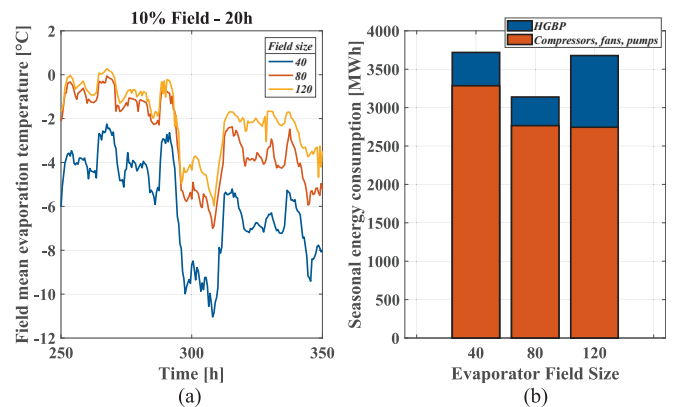 10% Field - 20h
Field mean evaporation temperature [°C]
2
0
-2
-4
-6
-8
-10
-12
250
300
350
Time [h]
Field size
40
80
120
(a)
Seasonal energy consumption [MWh]
4000
3500
3000
2500
2000
1500
1000
500
0
HGBP
Compressors, fans, pumps
40
80
120
Evaporator Field Size
(b)